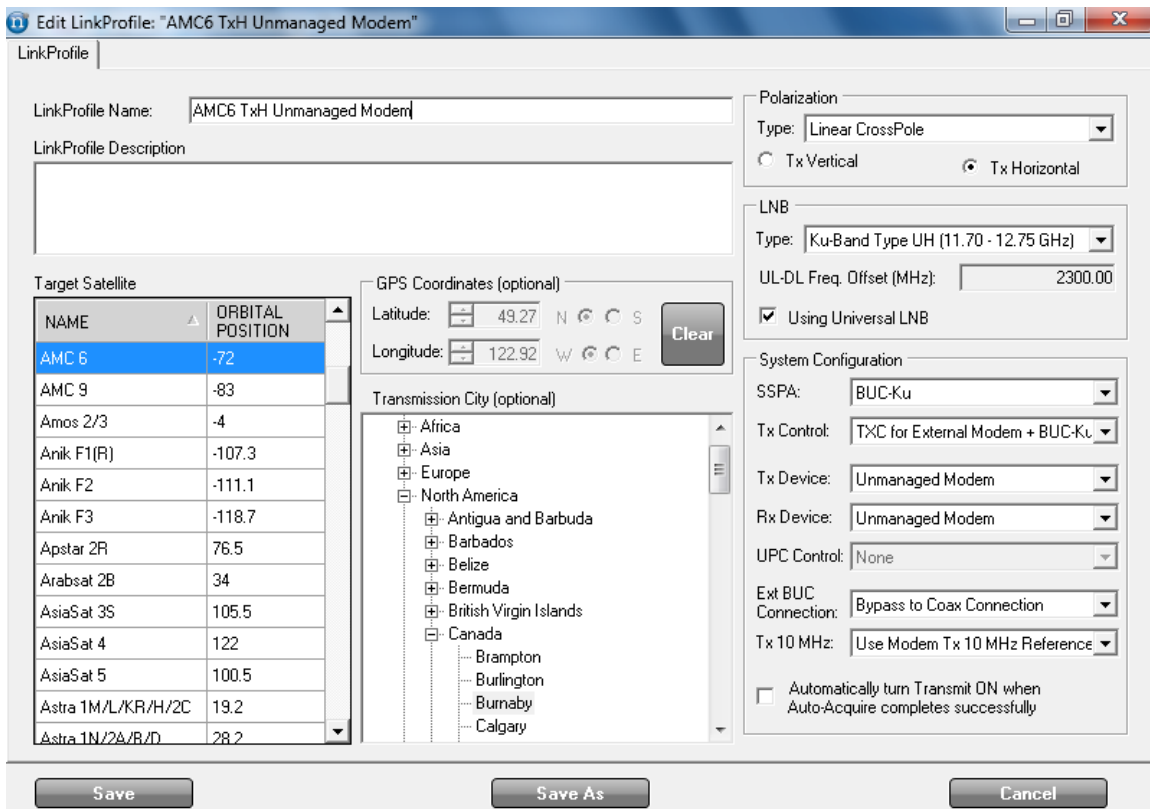 Edit LinkProfile: "AMC6 TxH Unmanaged Modem"
LinkProfile
LinkProfile Name: AMC6 TxH Unmanaged Modem
LinkProfile Description
Target Satellite
NAME ORBITAL POSITION
AMC 6 -72
AMC 9 -83
Amos 2/3 -4
Anik F1(R) -107.3
Anik F2 -111.1
Anik F3 -118.7
Apstar 2R 76.5
Arabsat 2B 34
AsiaSat 3S 105.5
AsiaSat 4 122
AsiaSat 5 100.5
Astra 1M/L/KR/H/2C 19.2
Astra 1N/2A/B/D 28.2
GPS Coordinates (optional)
Latitude: 49.27 N S
Longitude: 122.92 W E
Clear
Transmission City (optional)
Africa
Asia
Europe
North America
Antigua and Barbuda
Barbados
Belize
Bermuda
British Virgin Islands
Canada
Brampton
Burlington
Burnaby
Calgary
Polarization
Type: Linear CrossPole
Tx Vertical Tx Horizontal
LNB
Type: Ku-Band Type UH (11.70 - 12.75 GHz)
UL-DL Freq. Offset (MHz): 2300.00
Using Universal LNB
System Configuration
SSPA: BUC-Ku
Tx Control: TXC for External Modem + BUC-Ku
Tx Device: Unmanaged Modem
Rx Device: Unmanaged Modem
UPC Control: None
Ext BUC Connection: Bypass to Coax Connection
Tx 10 MHz: Use Modem Tx 10 MHz Reference
Automatically turn Transmit ON when
Auto-Acquire completes successfully
Save Save As Cancel